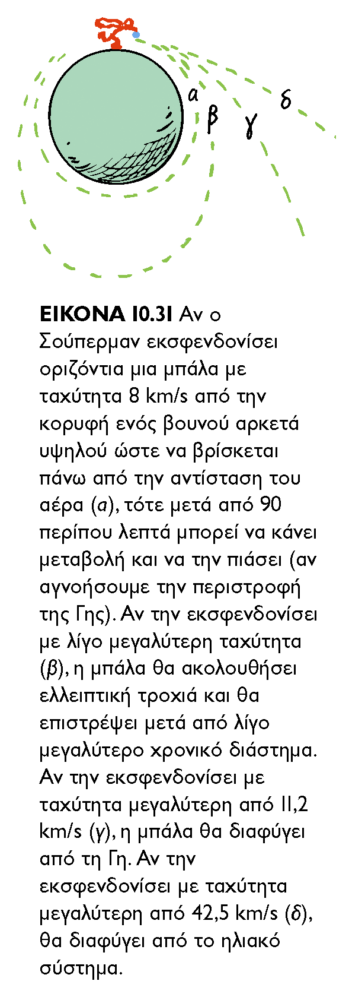 α
β
γ
δ
ΕΙΚΟΝΑ 10.31 Αν ο
Σούπερμαν εκσφενδονίσει
οριζόντια μια μπάλα με
ταχύτητα 8 km/s από την
κορυφή ενός βουνού αρκετά
υψηλού ώστε να βρίσκεται
πάνω από την αντίσταση του
αέρα (α), τότε μετά από 90
περίπου λεπτά μπορεί να κάνει
μεταβολή και να την πιάσει (αν
αγνοήσουμε την περιστροφή
της Γης). Αν την εκσφενδονίσει
με λίγο μεγαλύτερη ταχύτητα
(β), η μπάλα θα ακολουθήσει
ελλειπτική τροχιά και θα
επιστρέψει μετά από λίγο
μεγαλύτερο χρονικό διάστημα.
Αν την εκσφενδονίσει με
ταχύτητα μεγαλύτερη από 11,2
km/s (γ), η μπάλα θα διαφύγει
από τη Γη. Αν την
εκσφενδονίσει με ταχύτητα
μεγαλύτερη από 42,5 km/s (δ),
θα διαφύγει από το ηλιακό
σύστημα.